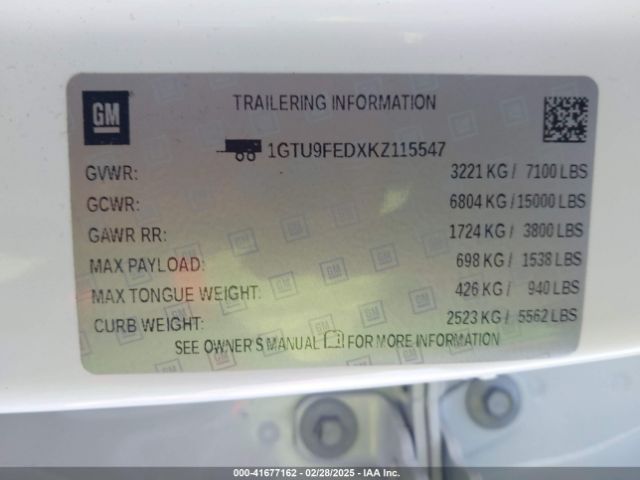 GM
TRAILERING INFORMATION
1GTU9FEDXKZ115547
GVWR: 3221 KG / 7100 LBS
GCWR: 6804 KG / 15000 LBS
GAWR RR: 1724 KG / 3800 LBS
MAX PAYLOAD: 698 KG / 1538 LBS
MAX TONGUE WEIGHT: 426 KG / 940 LBS
CURB WEIGHT: 2523 KG / 5562 LBS
SEE OWNER'S MANUAL FOR MORE INFORMATION
000-41677162 - 02/28/2025 - IAA Inc.